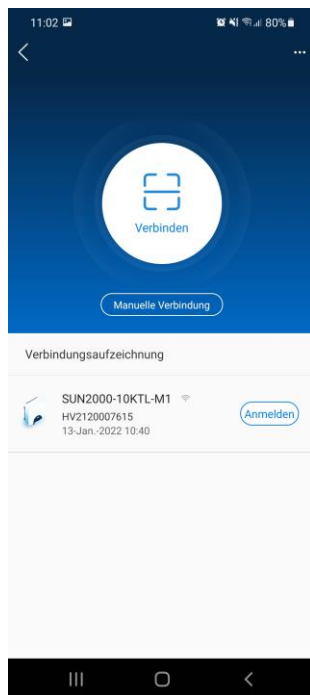 11:02 80%
Verbinden
Manuelle Verbindung
Verbindungsaufzeichnung
SUN2000-10KTL-M1
HV2120007615
Anmelden
13-Jan.-2022 10:40